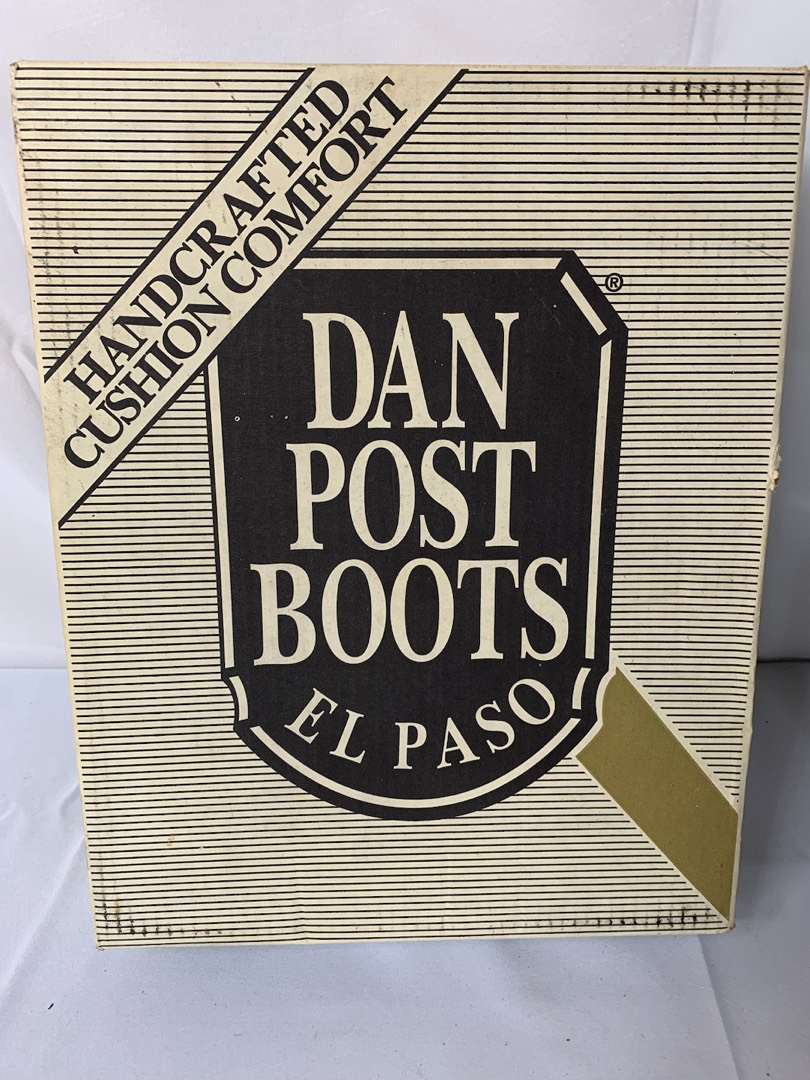 HANDCRAFTED
CUSHION COMFORT
DAN
POST
BOOTS
®
EL PASO